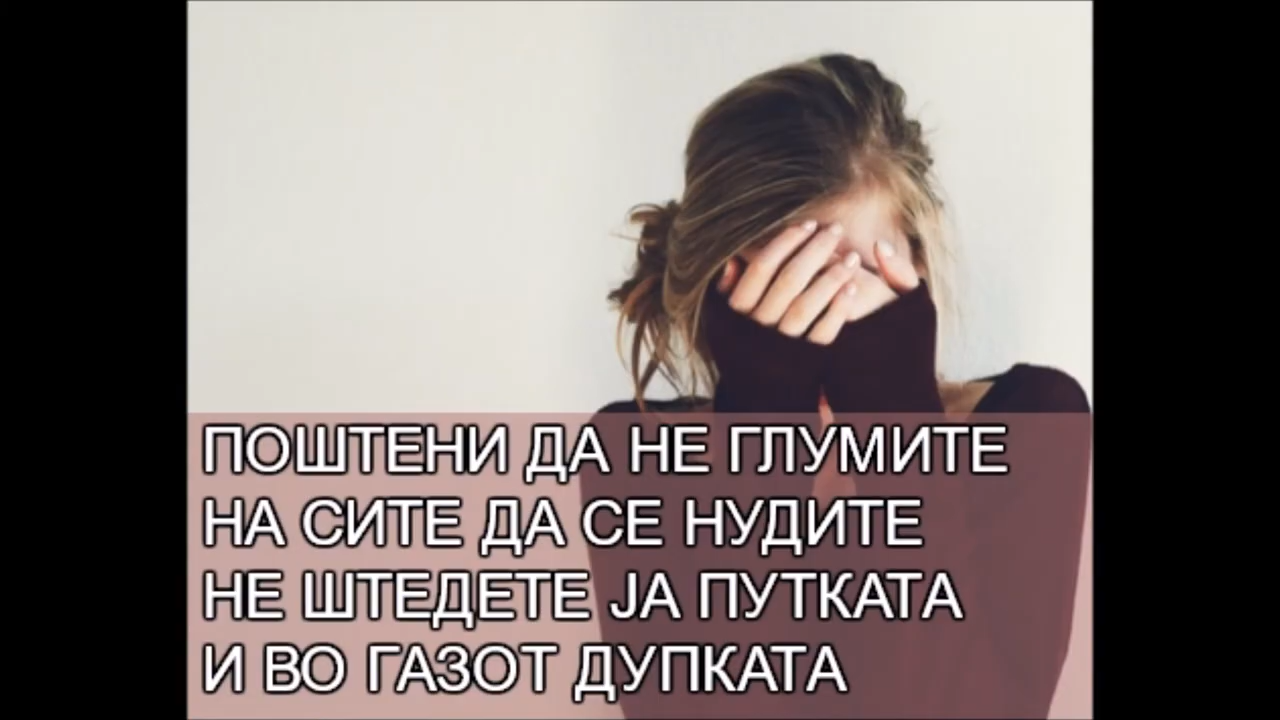 ПОШТЕНИ ДА НЕ ГЛУМИТЕ
НА СИТЕ ДА СЕ НУДИТЕ
НЕ ШТЕДЕТЕ ЈА ПУТКАТА
И ВО ГАЗОТ ДУПКАТА